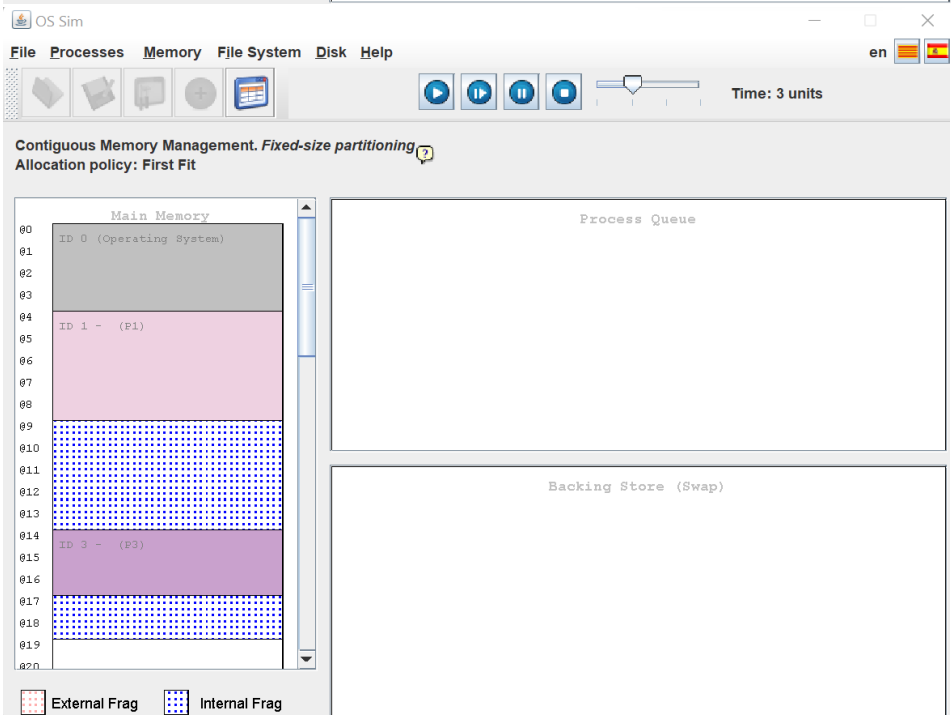 OS Sim
File Processes Memory File System Disk Help
en
Time: 3 units
Contiguous Memory Management. Fixed-size partitioning
?
Allocation policy: First Fit
Main Memory
@0
ID 0 (Operating System)
@1
@2
@3
@4
ID 1 - (P1)
@5
@6
@7
@8
@9
@10
@11
@12
@13
@14
ID 3 - (P3)
@15
@16
@17
@18
@19
@20
External Frag
Internal Frag
Process Queue
Backing Store (Swap)